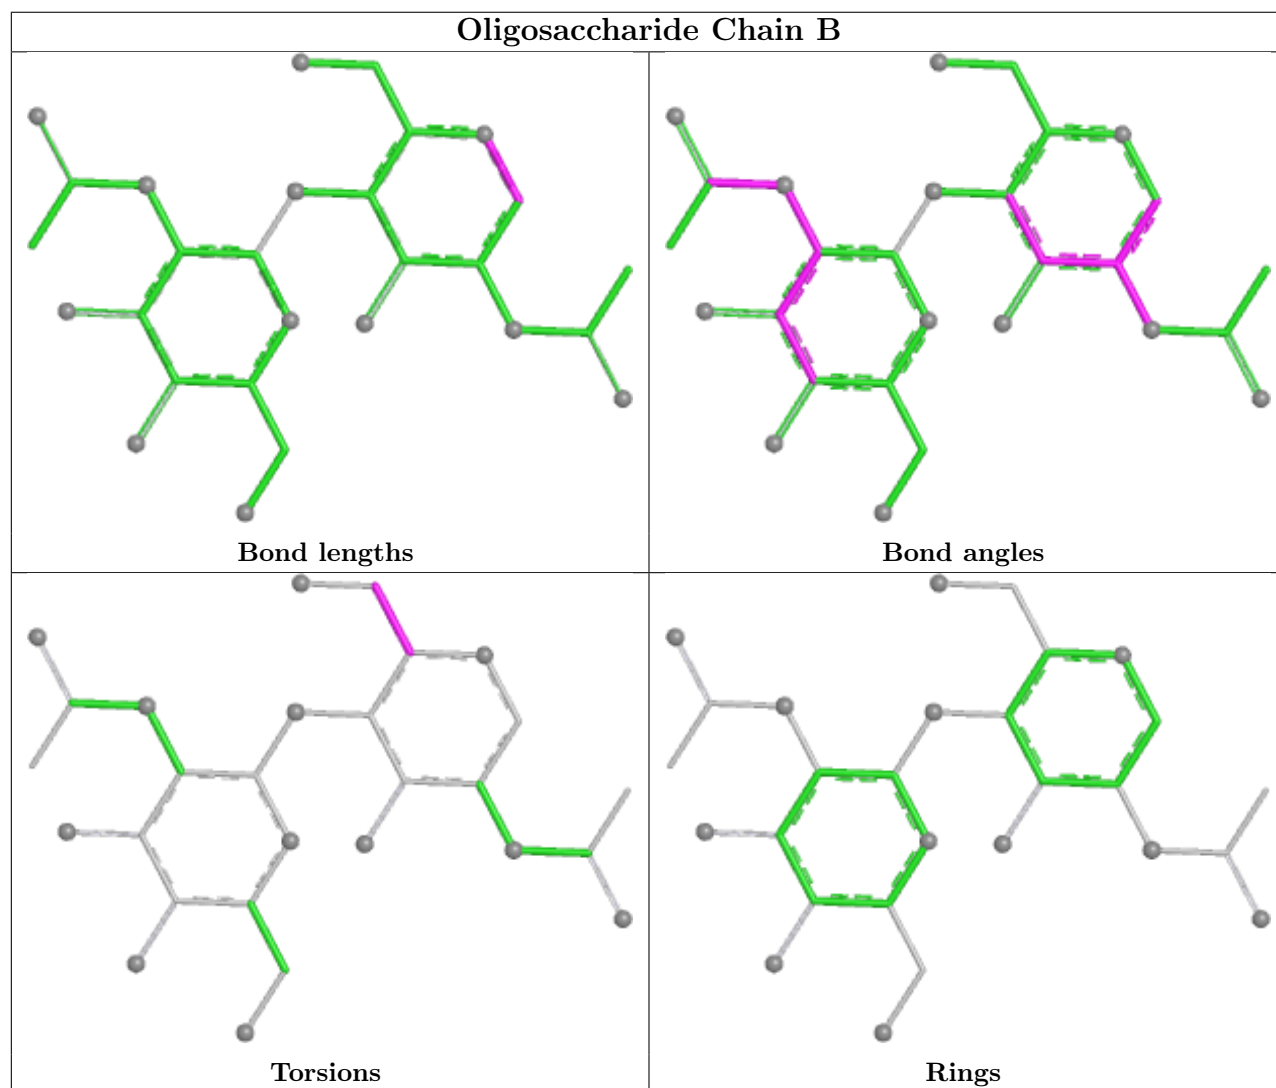 Oligosaccharide Chain B
Bond lengths
Bond angles
Torsions
Rings